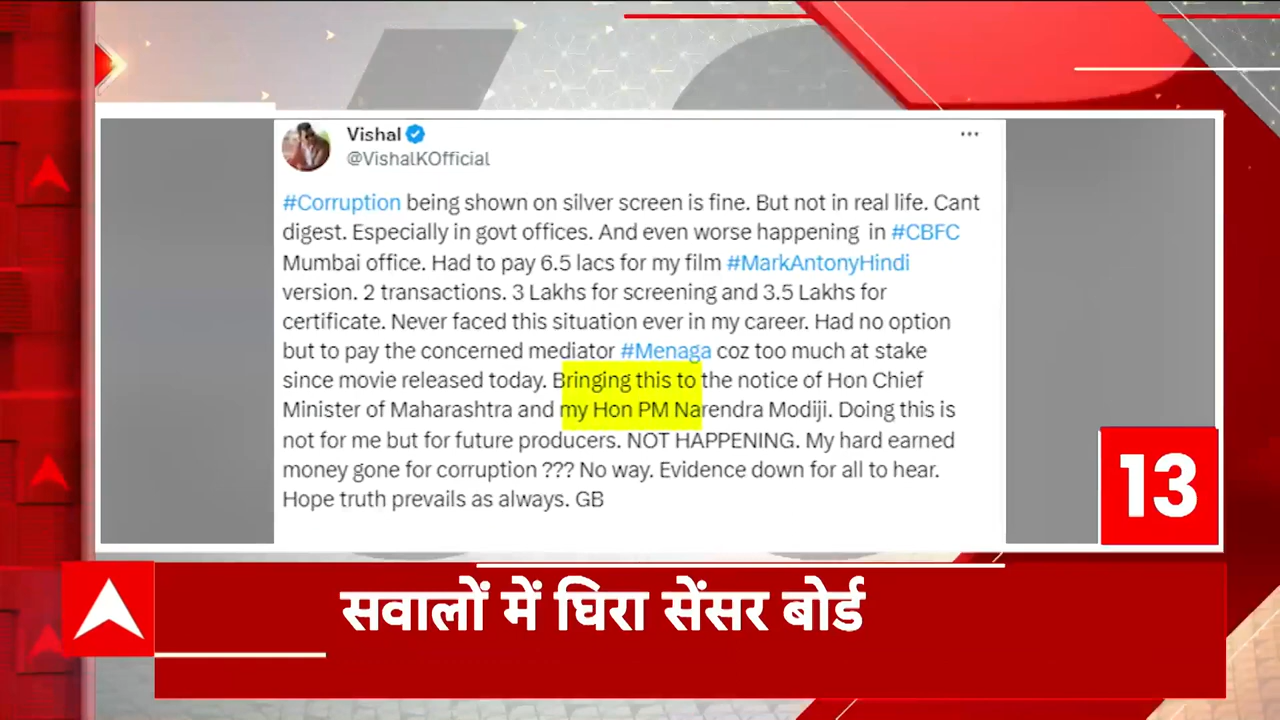 Vishal
@VishalKOfficial
#Corruption being shown on silver screen is fine. But not in real life. Cant
digest. Especially in govt offices. And even worse happening in #CBFC
Mumbai office. Had to pay 6.5 lacs for my film #MarkAntonyHindi
version. 2 transactions. 3 Lakhs for screening and 3.5 Lakhs for
certificate. Never faced this situation ever in my career. Had no option
but to pay the concerned mediator #Menaga coz too much at stake
since movie released today. Bringing this to the notice of Hon Chief
Minister of Maharashtra and my Hon PM Narendra Modiji. Doing this is
not for me but for future producers. NOT HAPPENING. My hard earned
money gone for corruption ??? No way. Evidence down for all to hear.
Hope truth prevails as always. GB
13
सवालों में घिरा सेंसर बोर्ड